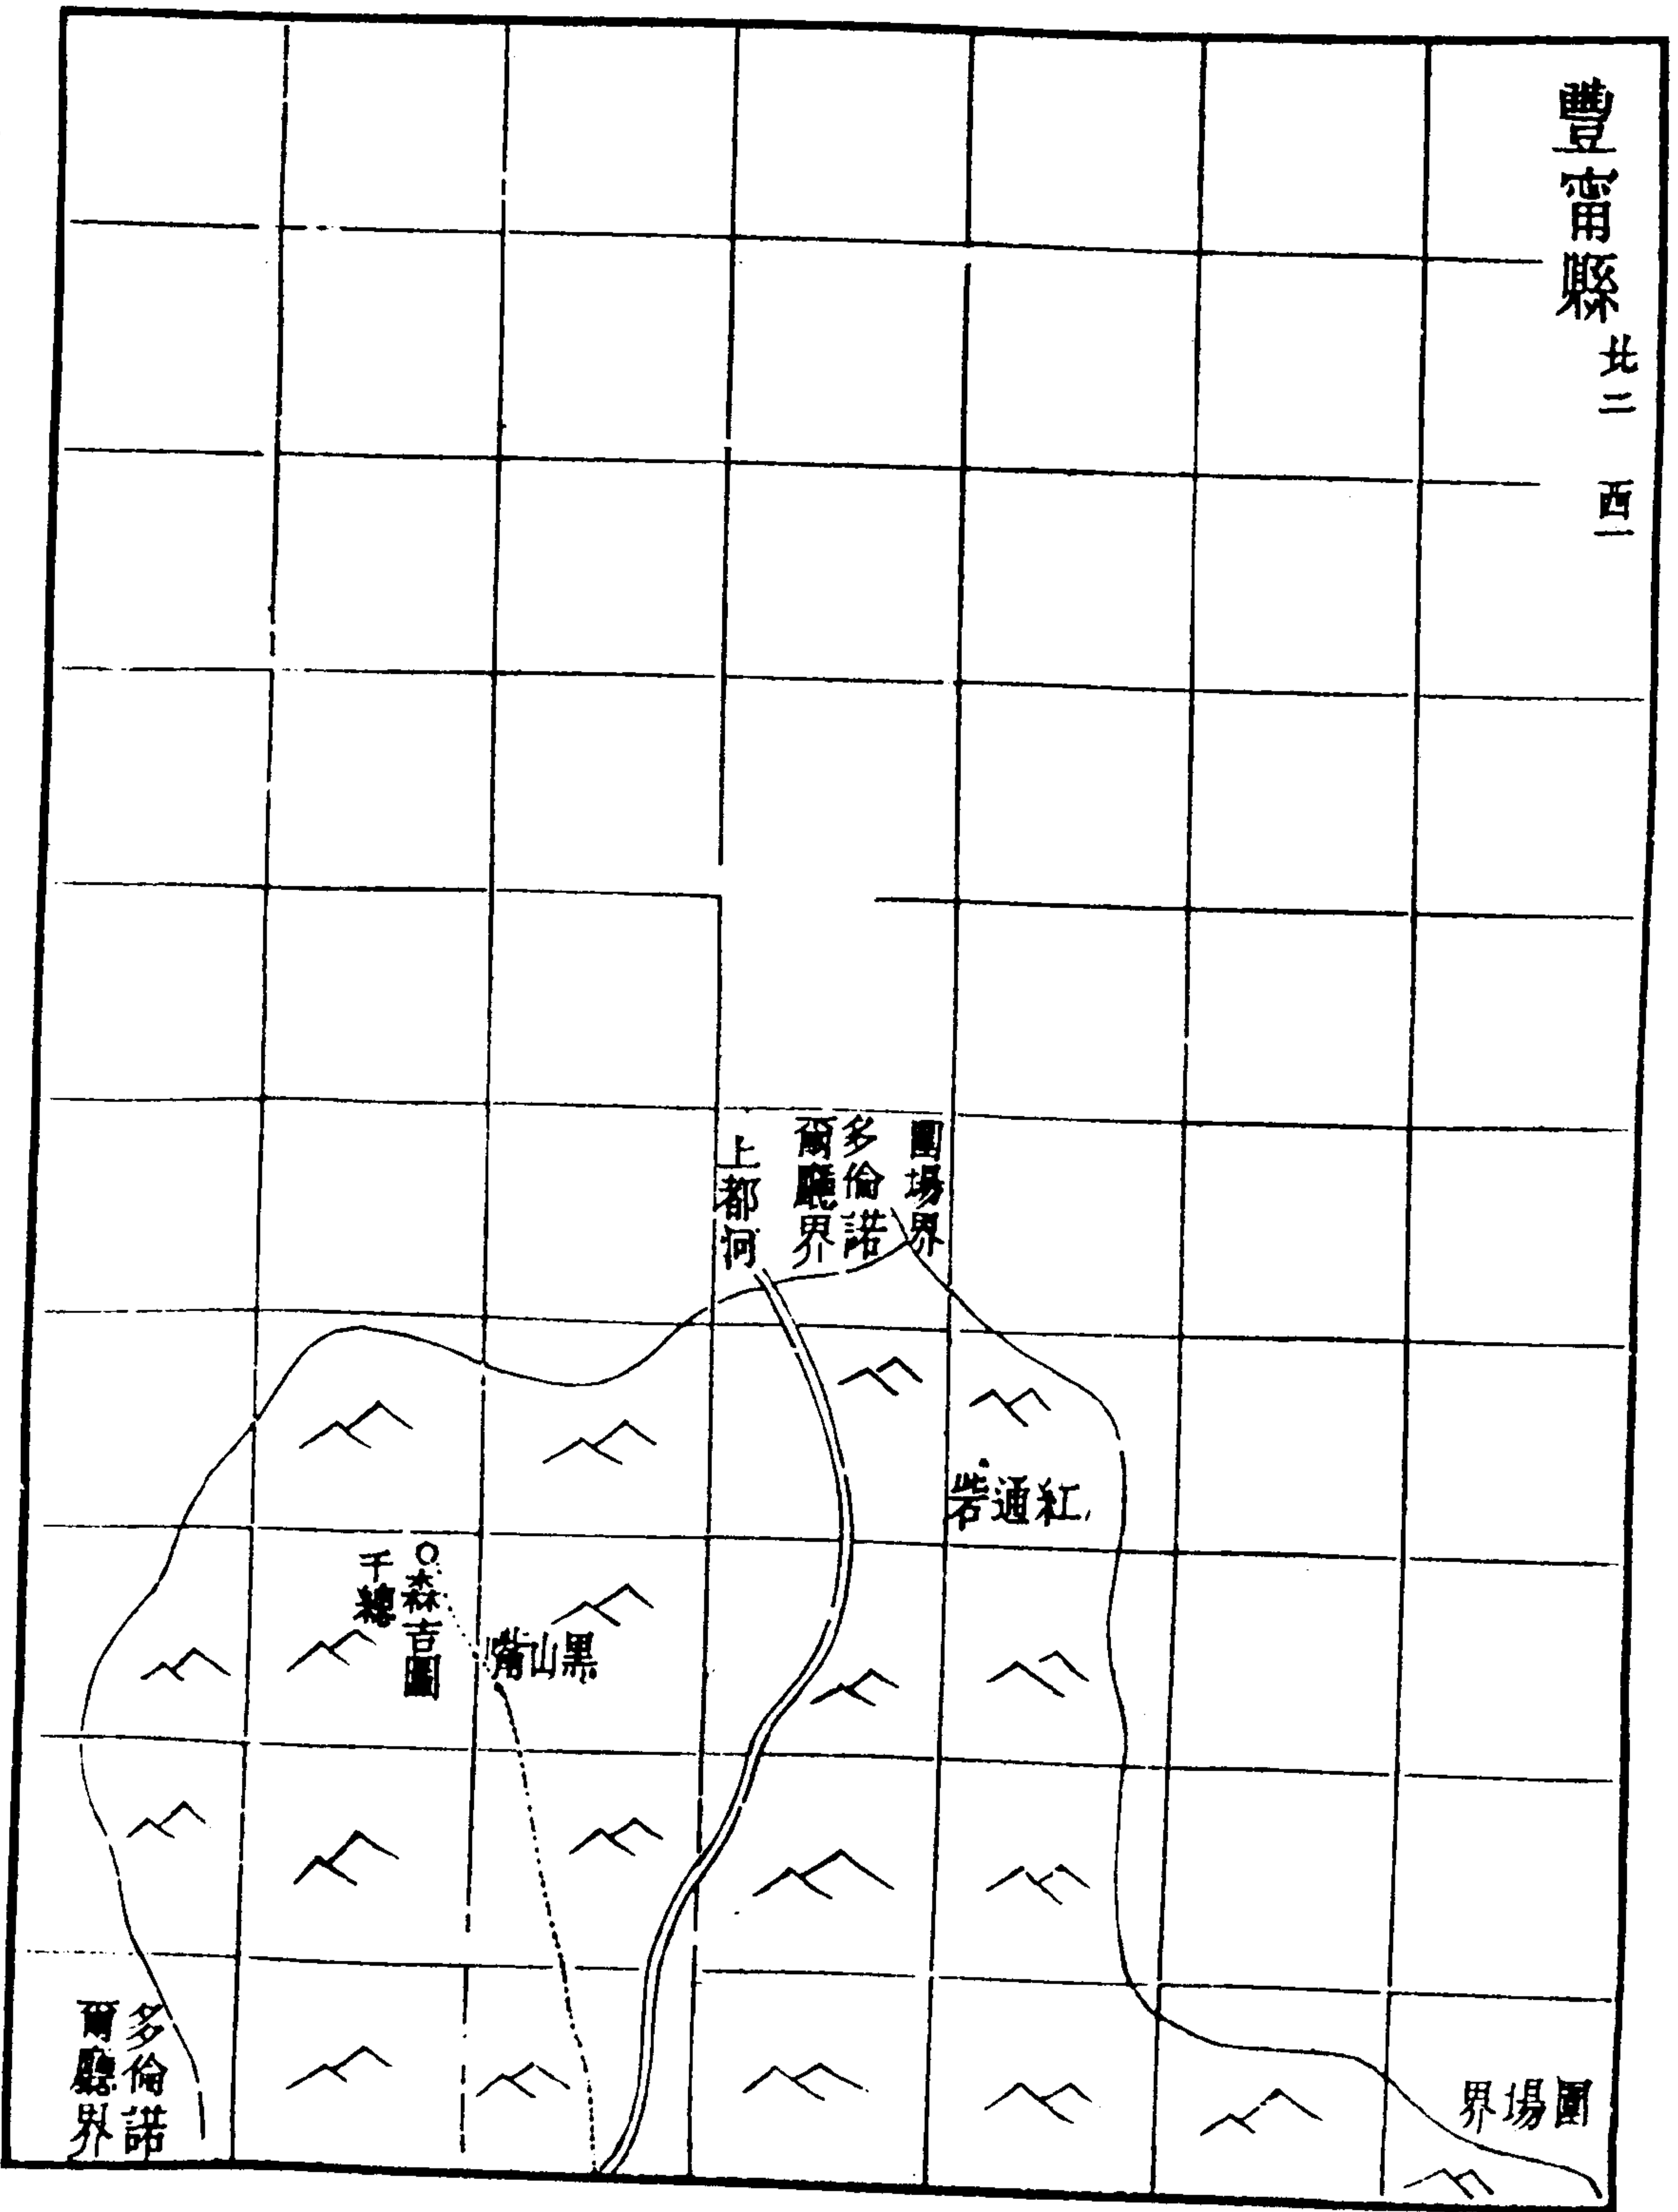 豐甯縣
北二 西一
圍場界
多倫諾
爾廳界
上都河
紅通砦
黑山嘴
森吉圖
千總
圍場界
多倫諾
爾廳界